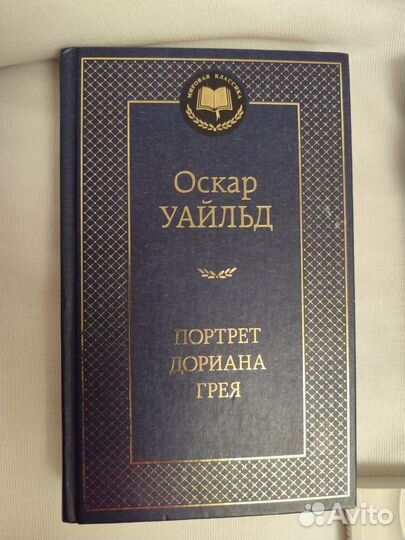 МИРОВАЯ КЛАССИКА
Оскар
УАЙЛЬД
ПОРТРЕТ
ДОРИАНА
ГРЕЯ
Avito